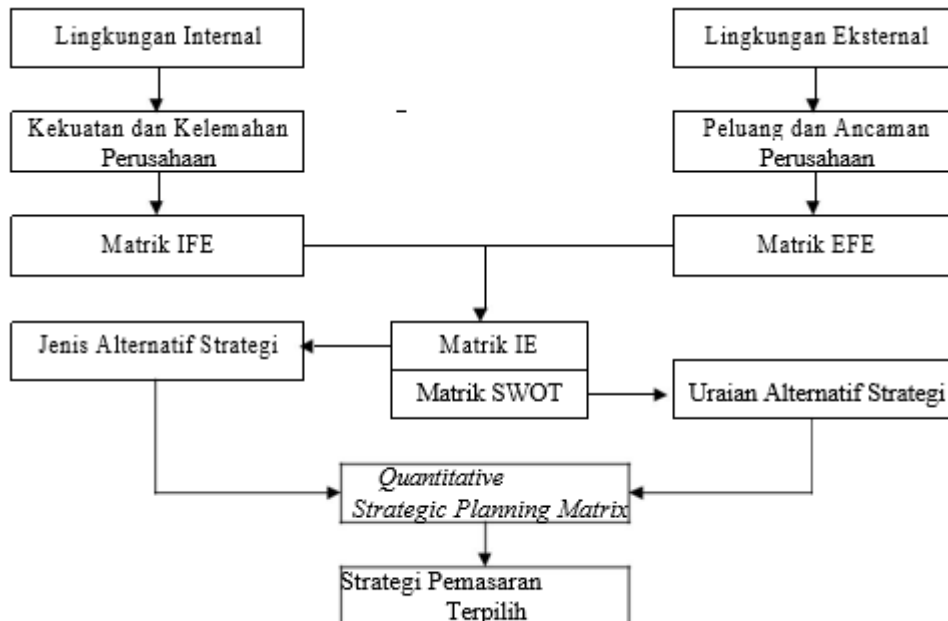 Lingkungan Internal
Lingkungan Eksternal
Kekuatan dan Kelemahan
Perusahaan
Peluang dan Ancaman
Perusahaan
Matrik IFE
Matrik EFE
Jenis Alternatif Strategi
Matrik IE
Matrik SWOT
Uraian Alternatif Strategi
Quantitative
Strategic Planning Matrix
Strategi Pemasaran
Terpilih